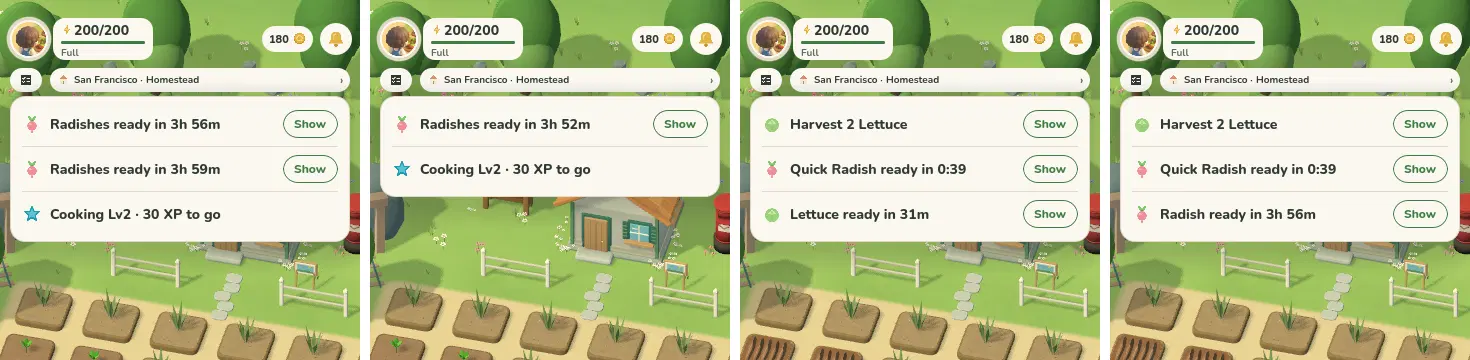 200/200
Full
180
San Francisco · Homestead
Radishes ready in 3h 56m
Show
Radishes ready in 3h 59m
Show
Cooking Lv2 · 30 XP to go
200/200
Full
180
San Francisco · Homestead
Radishes ready in 3h 52m
Show
Cooking Lv2 · 30 XP to go
200/200
Full
180
San Francisco · Homestead
Harvest 2 Lettuce
Show
Quick Radish ready in 0:39
Show
Lettuce ready in 31m
Show
200/200
Full
180
San Francisco · Homestead
Harvest 2 Lettuce
Show
Quick Radish ready in 0:39
Show
Radish ready in 3h 56m
Show